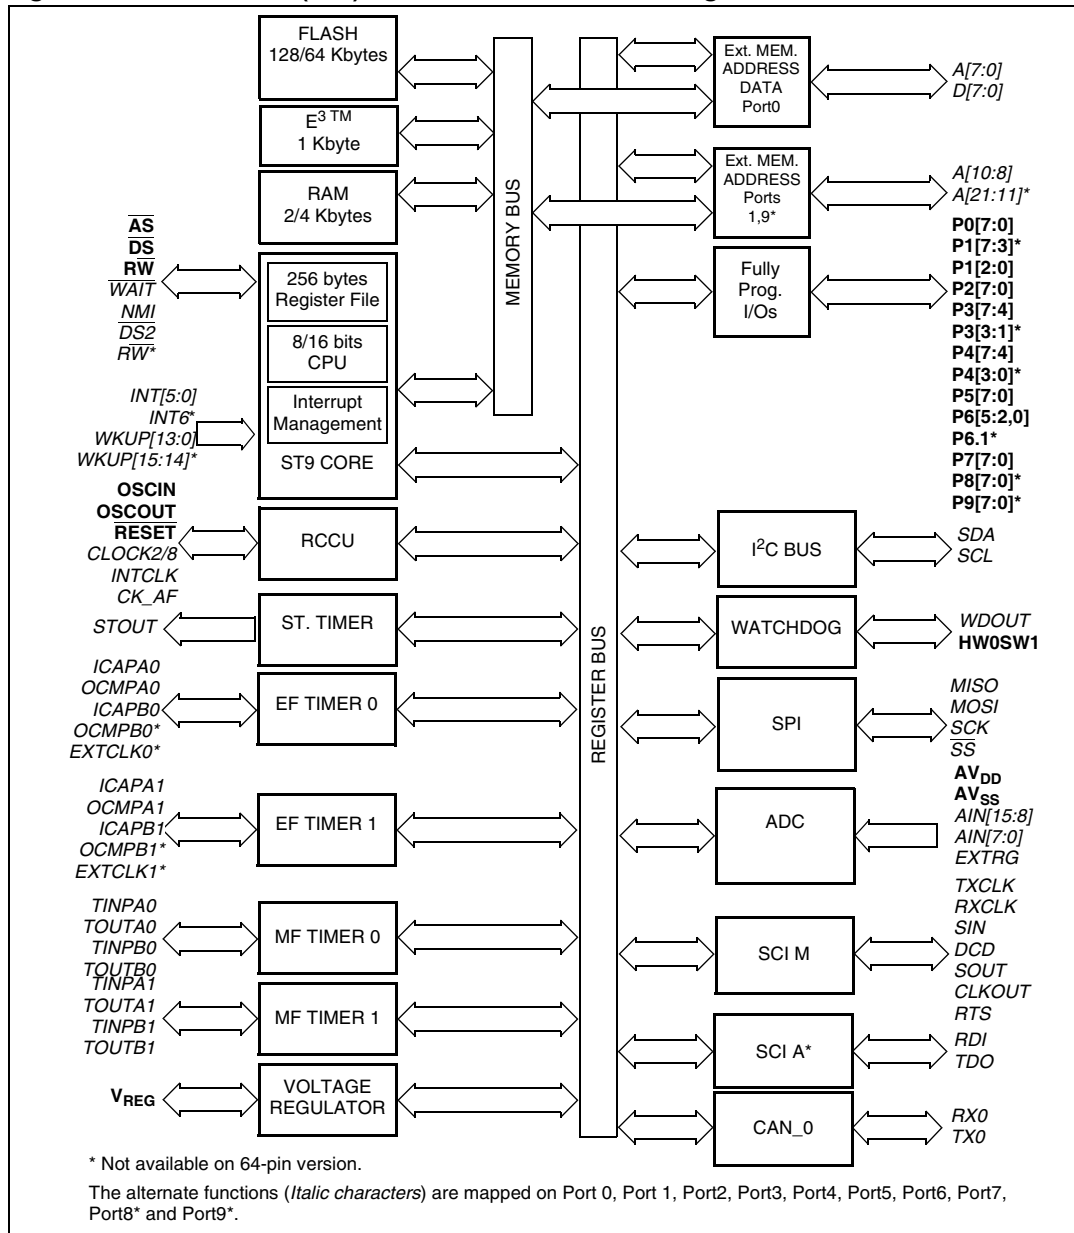 FLASH
128/64 Kbytes
E3 TM
1 Kbyte
RAM
2/4 Kbytes
AS
DS
RW
WAIT
NMI
DS2
RW*
256 bytes
Register File
8/16 bits
CPU
Interrupt
Management
ST9 CORE
INT[5:0]
INT6*
WKUP[13:0]
WKUP[15:14]*
OSCIN
OSCOUT
RESET
CLOCK2/8
INTCLK
CK_AF
RCCU
STOUT
ST. TIMER
ICAPA0
OCMPA0
ICAPB0
OCMPB0*
EXTCLK0*
EF TIMER 0
ICAPA1
OCMPA1
ICAPB1
OCMPB1*
EXTCLK1*
EF TIMER 1
TINPA0
TOUTA0
TINPB0
TOUTB0
MF TIMER 0
TINPA1
TOUTA1
TINPB1
TOUTB1
MF TIMER 1
VREG
VOLTAGE
REGULATOR
MEMORY BUS
REGISTER BUS
Ext. MEM.
ADDRESS
DATA
Port0
A[7:0]
D[7:0]
Ext. MEM.
ADDRESS
Ports
1,9*
A[10:8]
A[21:11]*
Fully
Prog.
I/Os
P0[7:0]
P1[7:3]*
P1[2:0]
P2[7:0]
P3[7:4]
P3[3:1]*
P4[7:4]
P4[3:0]*
P5[7:0]
P6[5:2,0]
P6.1*
P7[7:0]
P8[7:0]*
P9[7:0]*
I2C BUS
SDA
SCL
WATCHDOG
WDOUT
HW0SW1
SPI
MISO
MOSI
SCK
SS
ADC
AVDD
AVSS
AIN[15:8]
AIN[7:0]
EXTRG
SCI M
TXCLK
RXCLK
SIN
DCD
SOUT
CLKOUT
RTS
SCI A*
RDI
TDO
CAN_0
RX0
TX0
* Not available on 64-pin version.
The alternate functions (Italic characters) are mapped on Port 0, Port 1, Port2, Port3, Port4, Port5, Port6, Port7,
Port8* and Port9*.